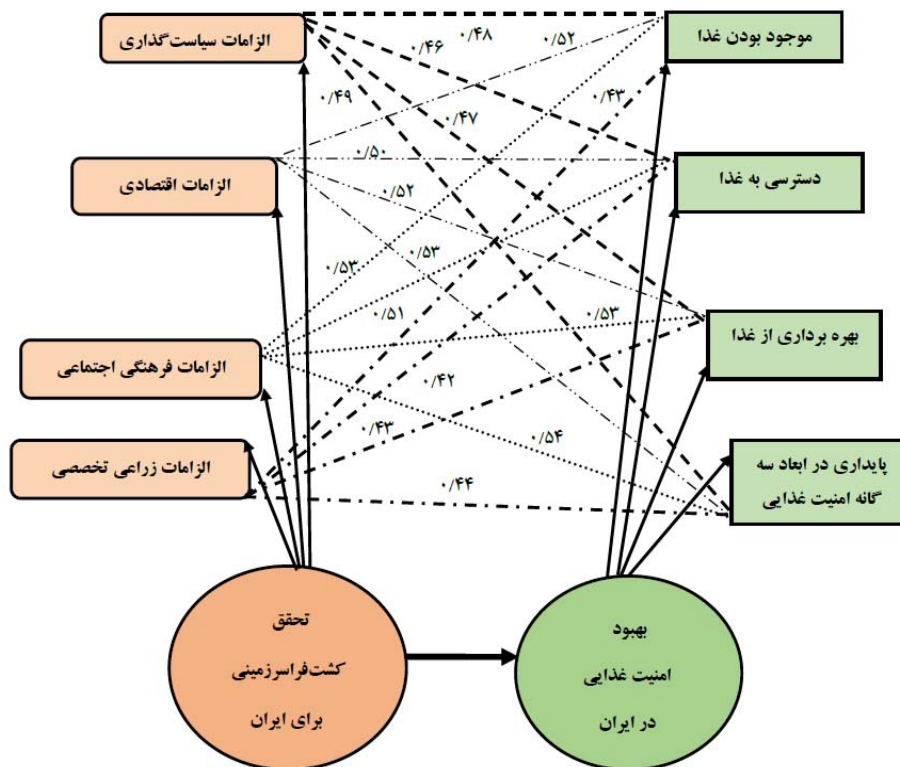 الزامات سیاست‌گذاری
موجود بودن غذا
۰/۴۸
۰/۵۲
۰/۴۶
۰/۴۹
۰/۴۳
۰/۴۷
۰/۵۰
الزامات اقتصادی
دسترسی به غذا
۰/۵۲
۰/۵۳
۰/۵۳
۰/۵۱
۰/۵۳
الزامات فرهنگی اجتماعی
بهره برداری از غذا
۰/۴۲
۰/۴۳
۰/۵۴
الزامات زراعی تخصصی
۰/۴۴
پایداری در ابعاد سه
گانه امنیت غذایی
تحقق
کشت‌فراسرزمینی
برای ایران
بهبود
امنیت غذایی
در ایران